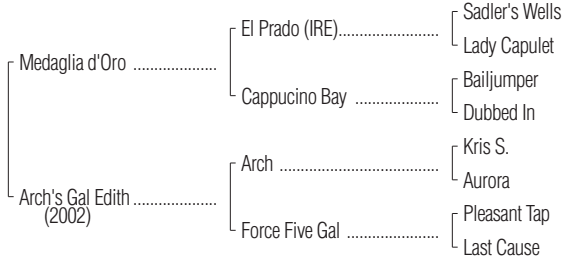 Sadler's Wells
El Prado (IRE).....................
Lady Capulet
Medaglia d'Oro .................
Bailjumper
Cappucino Bay .................
Dubbed In
Kris S.
Arch .................................
Aurora
Arch's Gal Edith .................
(2002)
Pleasant Tap
Force Five Gal ...................
Last Cause